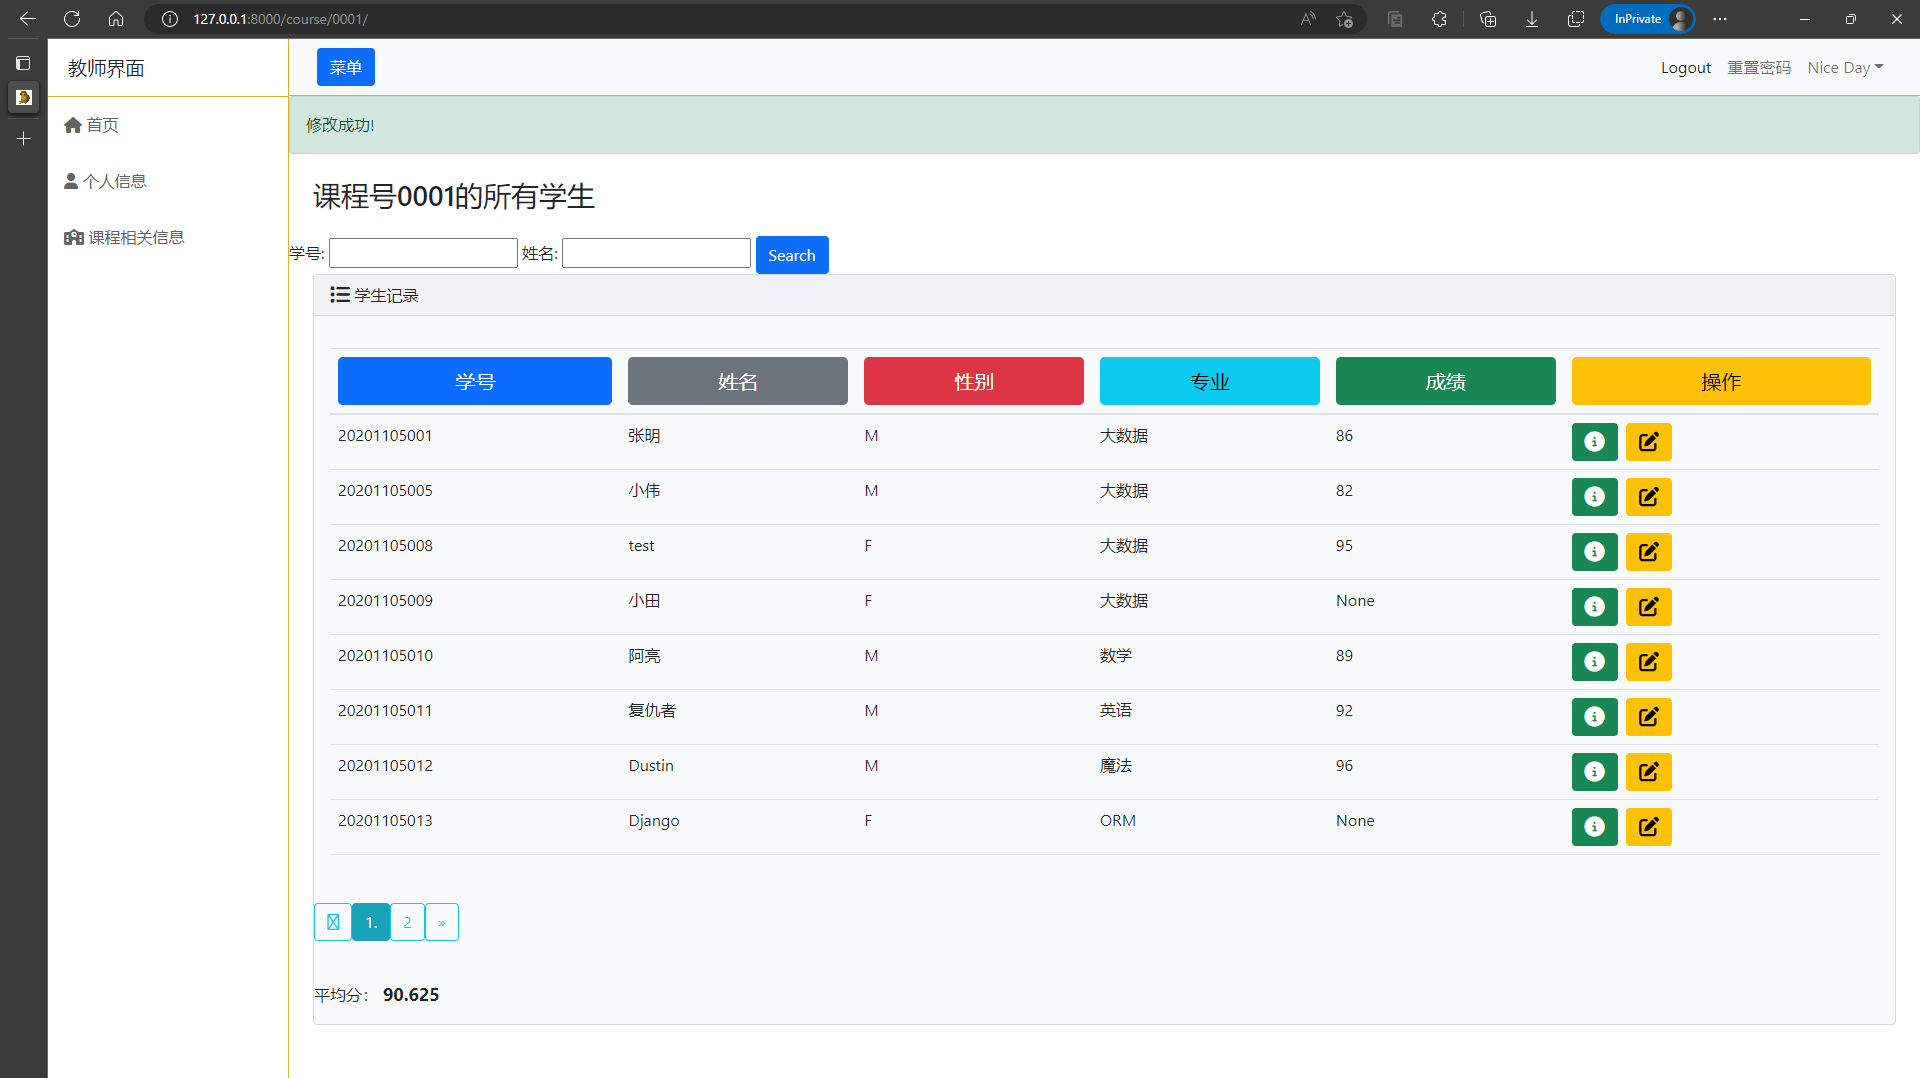 127.0.0.1:8000/course/0001/
InPrivate
教师界面
菜单
Logout 重置密码 Nice Day
首页
修改成功!
个人信息
课程号0001的所有学生
课程相关信息
学号: 姓名: Search
学生记录
学号 姓名 性别 专业 成绩 操作
20201105001 张明 M 大数据 86
20201105005 小伟 M 大数据 82
20201105008 test F 大数据 95
20201105009 小田 F 大数据 None
20201105010 阿亮 M 数学 89
20201105011 复仇者 M 英语 92
20201105012 Dustin M 魔法 96
20201105013 Django F ORM None
1. 2 »
平均分： 90.625